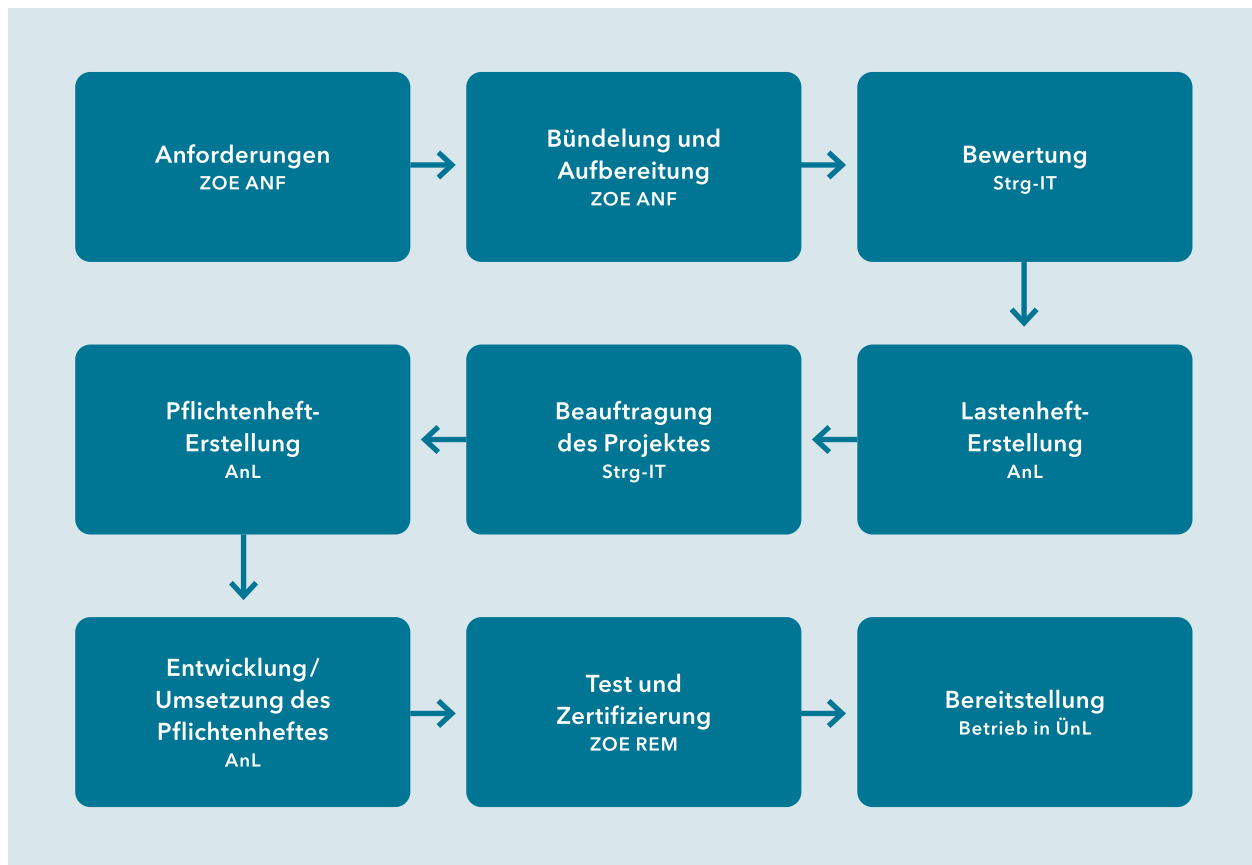 Anforderungen
ZOE ANF
Bündelung und
Aufbereitung
ZOE ANF
Bewertung
Strg-IT
Lastenheft-
Erstellung
AnL
Beauftragung
des Projektes
Strg-IT
Pflichtenheft-
Erstellung
AnL
Entwicklung/
Umsetzung des
Pflichtenheftes
AnL
Test und
Zertifizierung
ZOE REM
Bereitstellung
Betrieb in ÜnL